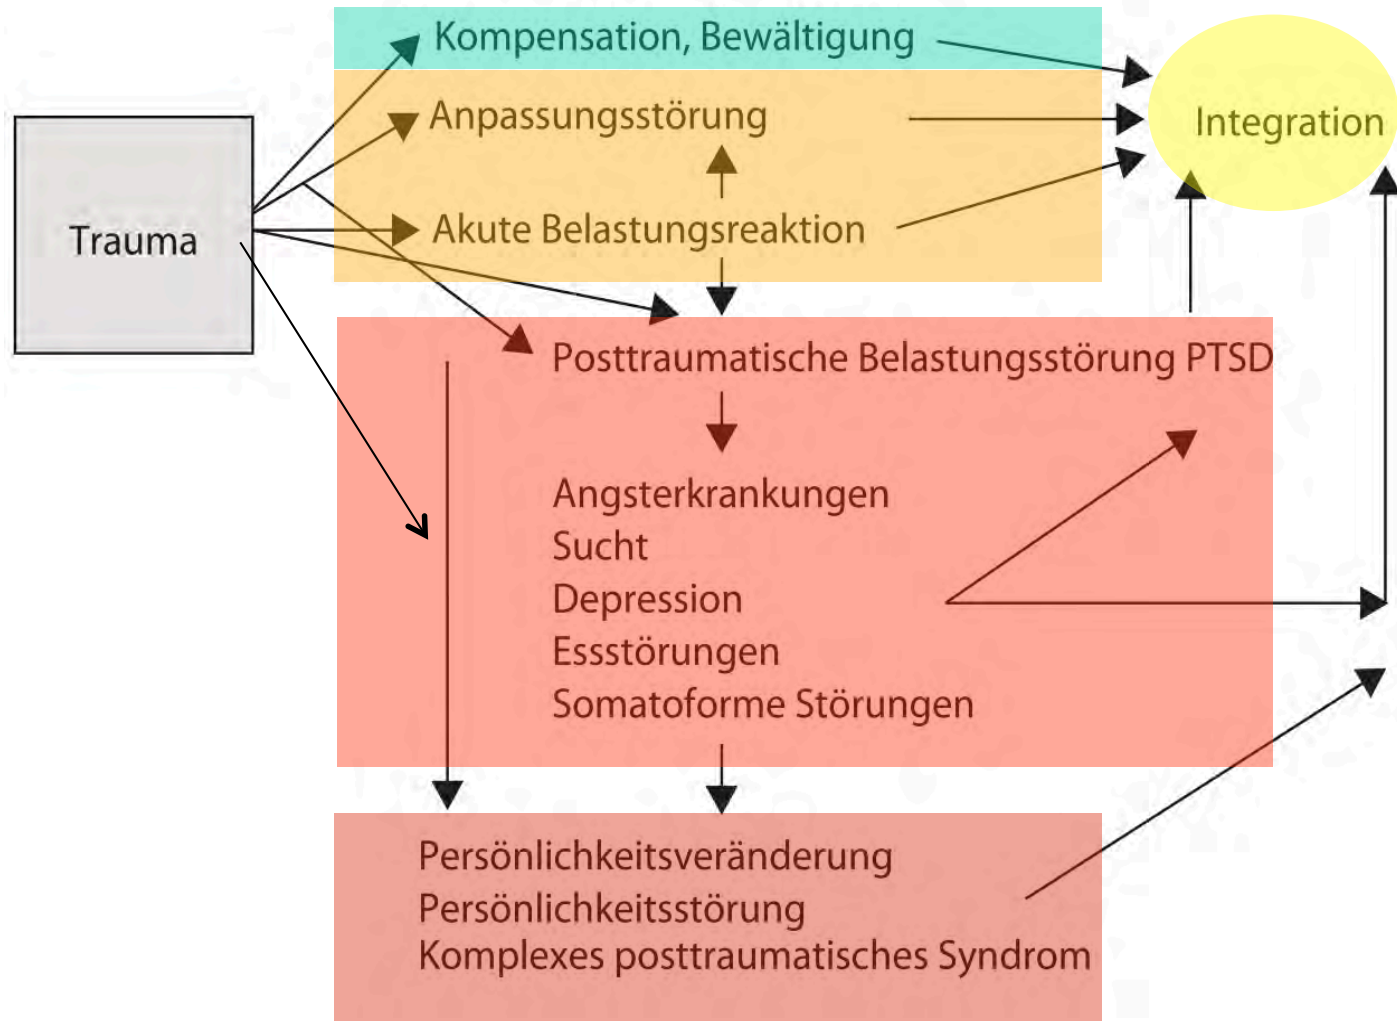 Kompensation, Bewältigung
Anpassungsstörung
Integration
Trauma
Akute Belastungsreaktion
Posttraumatische Belastungsstörung PTSD
Angsterkrankungen
Sucht
Depression
Essstörungen
Somatoforme Störungen
Persönlichkeitsveränderung
Persönlichkeitsstörung
Komplexes posttraumatisches Syndrom